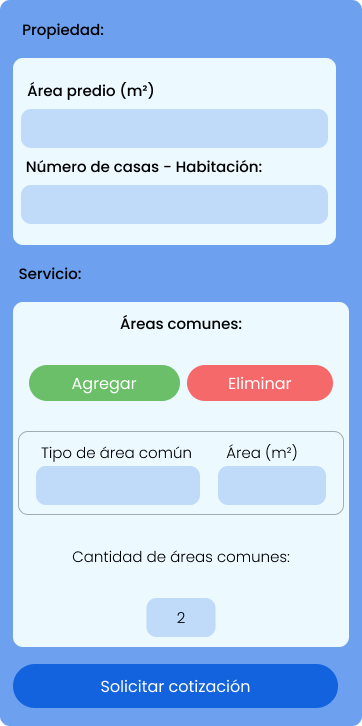 Propiedad:
Área predio (m²)
Número de casas - Habitación:
Servicio:
Áreas comunes:
Agregar
Eliminar
Tipo de área común
Área (m²)
Cantidad de áreas comunes:
2
Solicitar cotización